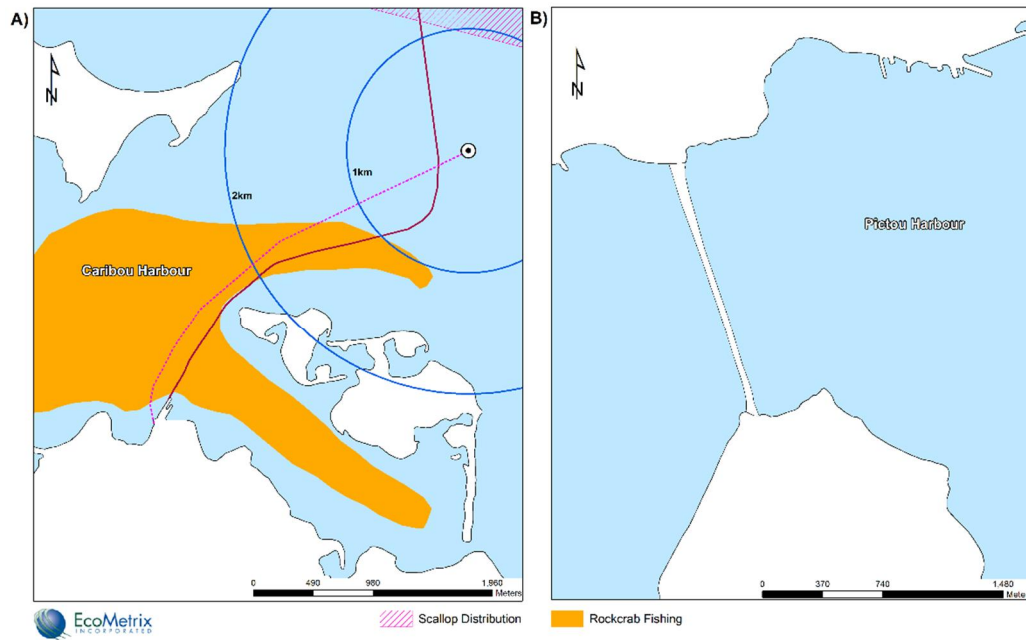 A)
N
2km
1km
Caribou Harbour
0 490 980 1,960
Meters
B)
N
Pictou Harbour
0 370 740 1,480
Mete
EcoMetrix
INCORPORATED
Scallop Distribution
Rockcrab Fishing